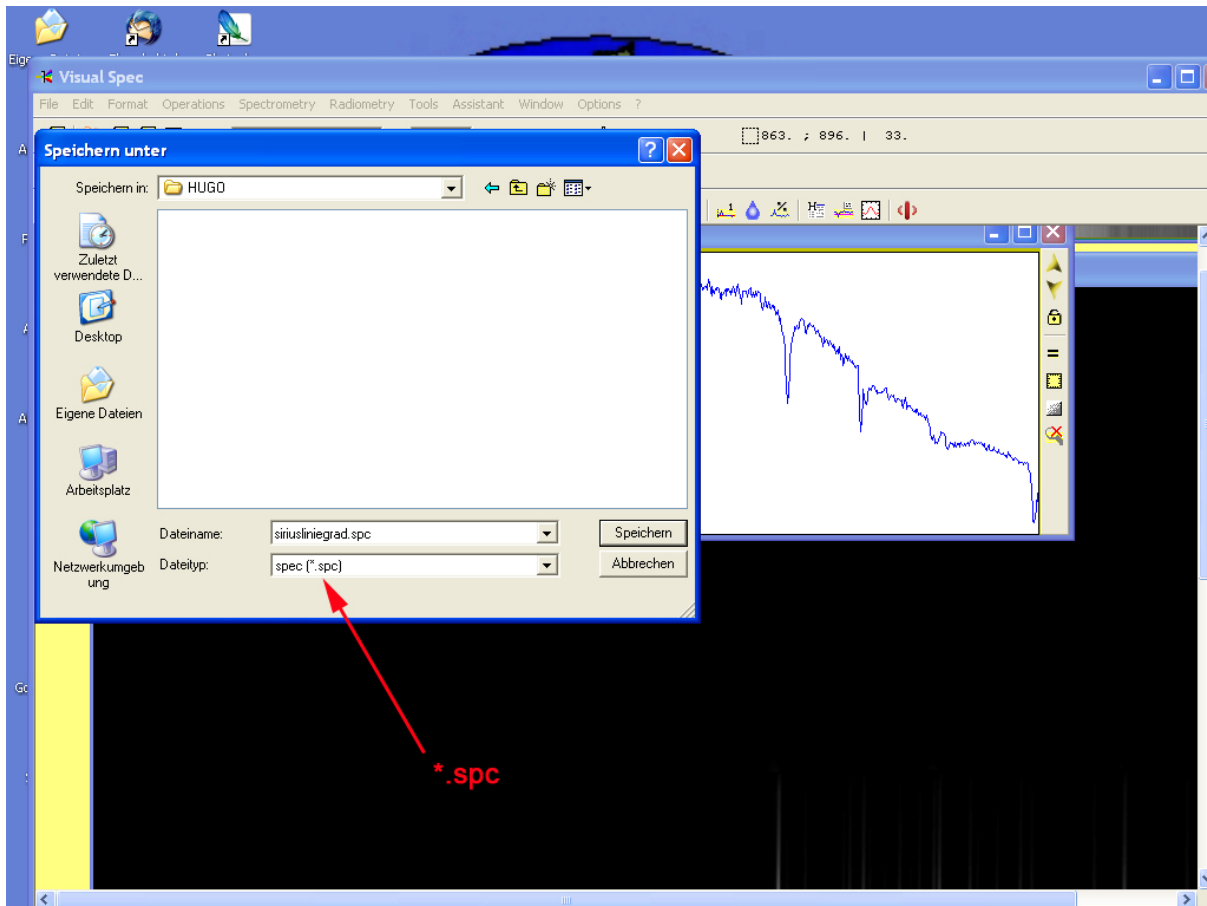 Visual Spec
File Edit Format Operations Spectrometry Radiometry Tools Assistant Window Options ?
863. ; 896. | 33.
Speichern unter
Speichern in: HUGO
Zuletzt
verwendete D...
Desktop
Eigene Dateien
Arbeitsplatz
Netzwerkumgeb
ung
Dateiname: siriusliniegrad.spc Speichern
Dateityp: spec (*.spc) Abbrechen
*.spc